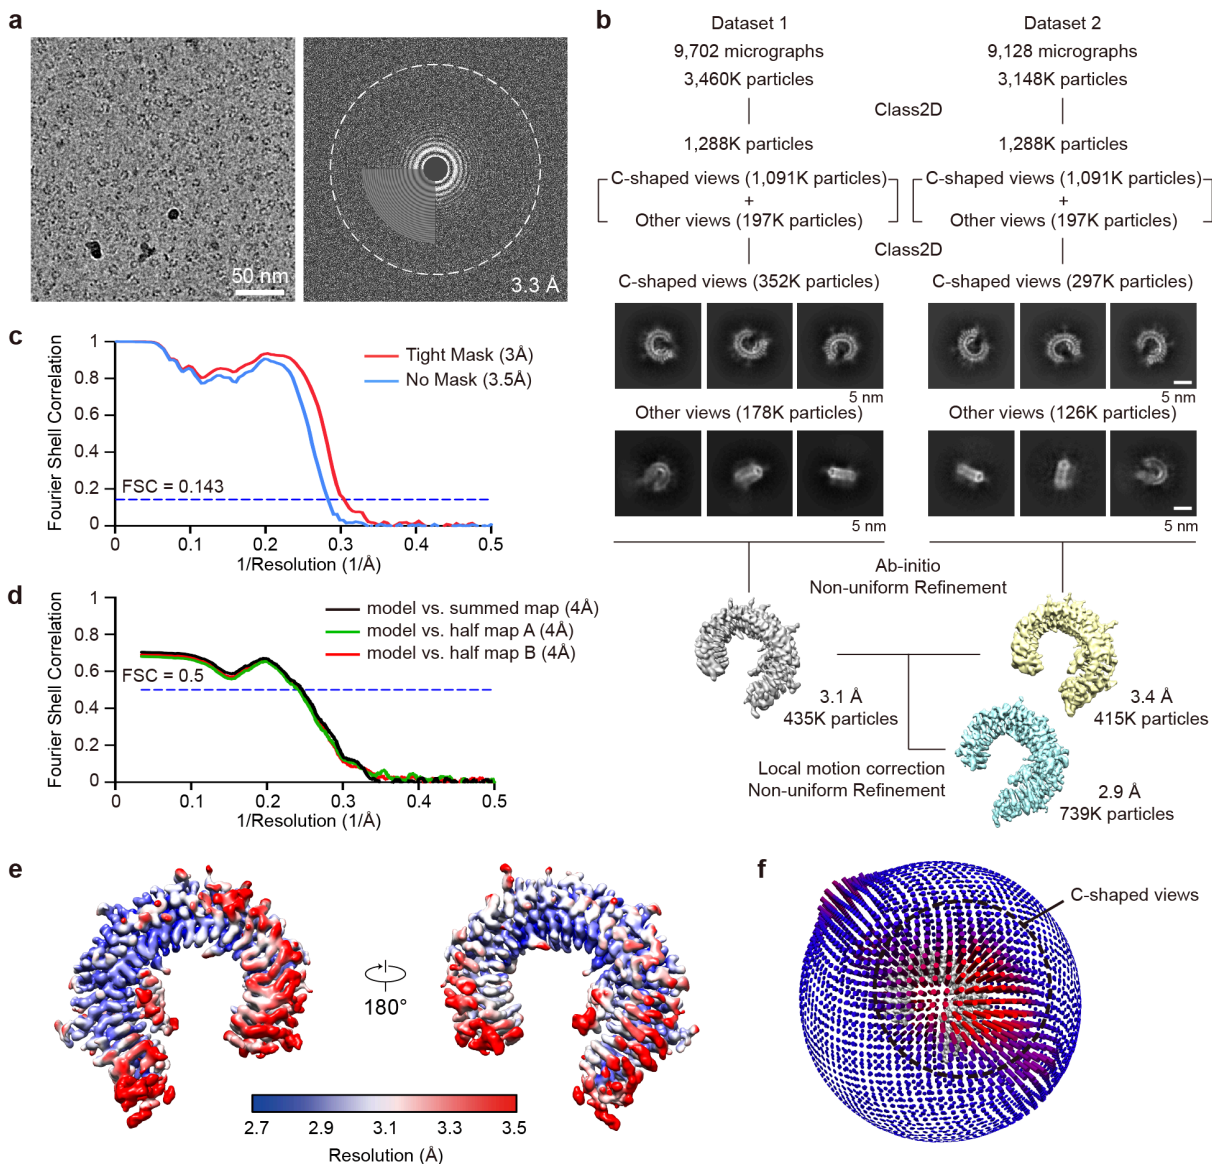 a
50 nm
3.3 Å
b
Dataset 1
9,702 micrographs
3,460K particles
Dataset 2
9,128 micrographs
3,148K particles
Class2D
1,288K particles
1,288K particles
C-shaped views (1,091K particles)
+
Other views (197K particles)
C-shaped views (1,091K particles)
+
Other views (197K particles)
Class2D
C-shaped views (352K particles)
C-shaped views (297K particles)
5 nm
5 nm
Other views (178K particles)
Other views (126K particles)
5 nm
5 nm
Ab-initio
Non-uniform Refinement
3.1 Å
435K particles
3.4 Å
415K particles
Local motion correction
Non-uniform Refinement
2.9 Å
739K particles
c
Fourier Shell Correlation
1
0.8
0.6
0.4
0.2
0
Tight Mask (3Å)
No Mask (3.5Å)
FSC = 0.143
0
0.1
0.2
0.3
0.4
0.5
1/Resolution (1/Å)
d
Fourier Shell Correlation
1
0.8
0.6
0.4
0.2
0
model vs. summed map (4Å)
model vs. half map A (4Å)
model vs. half map B (4Å)
FSC = 0.5
0
0.1
0.2
0.3
0.4
0.5
1/Resolution (1/Å)
e
180°
2.7
2.9
3.1
3.3
3.5
Resolution (Å)
f
C-shaped views